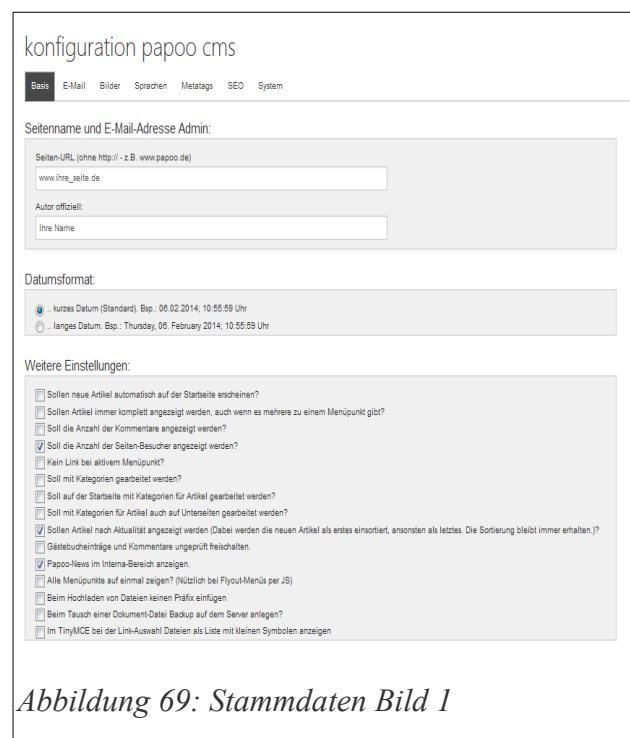 konfiguration papoo cms
Basis E-Mail Bilder Sprachen Metatags SEO System
Seitenname und E-Mail-Adresse Admin:
Seiten-URL (ohne http:// - z.B. www.papoo.de)
www.ihre_seite.de
Autor offiziell:
Ihre Name
Datumsformat:
.. kurzes Datum (Standard). Bsp.: 06.02.2014; 10:55:59 Uhr
.. langes Datum. Bsp.: Thursday, 06. February 2014; 10:55:59 Uhr
Weitere Einstellungen:
Sollen neue Artikel automatisch auf der Startseite erscheinen?
Sollen Artikel immer komplett angezeigt werden, auch wenn es mehrere zu einem Menüpunkt gibt?
Soll die Anzahl der Kommentare angezeigt werden?
Soll die Anzahl der Seiten-Besucher angezeigt werden?
Kein Link bei aktivem Menüpunkt?
Soll mit Kategorien gearbeitet werden?
Soll auf der Startseite mit Kategorien für Artikel gearbeitet werden?
Soll mit Kategorien für Artikel auch auf Unterseiten gearbeitet werden?
Sollen Artikel nach Aktualität angezeigt werden (Dabei werden die neuen Artikel als erstes einsortiert, ansonsten als letztes. Die Sortierung bleibt immer erhalten.)?
Gästebucheinträge und Kommentare ungeprüft freischalten.
Papoo-News im Interna-Bereich anzeigen.
Alle Menüpunkte auf einmal zeigen? (Nützlich bei Flyout-Menüs per JS)
Beim Hochladen von Dateien keinen Präfix einfügen
Beim Tausch einer Dokument-Datei Backup auf dem Server anlegen?
Im TinyMCE bei der Link-Auswahl Dateien als Liste mit kleinen Symbolen anzeigen
Abbildung 69: Stammdaten Bild 1